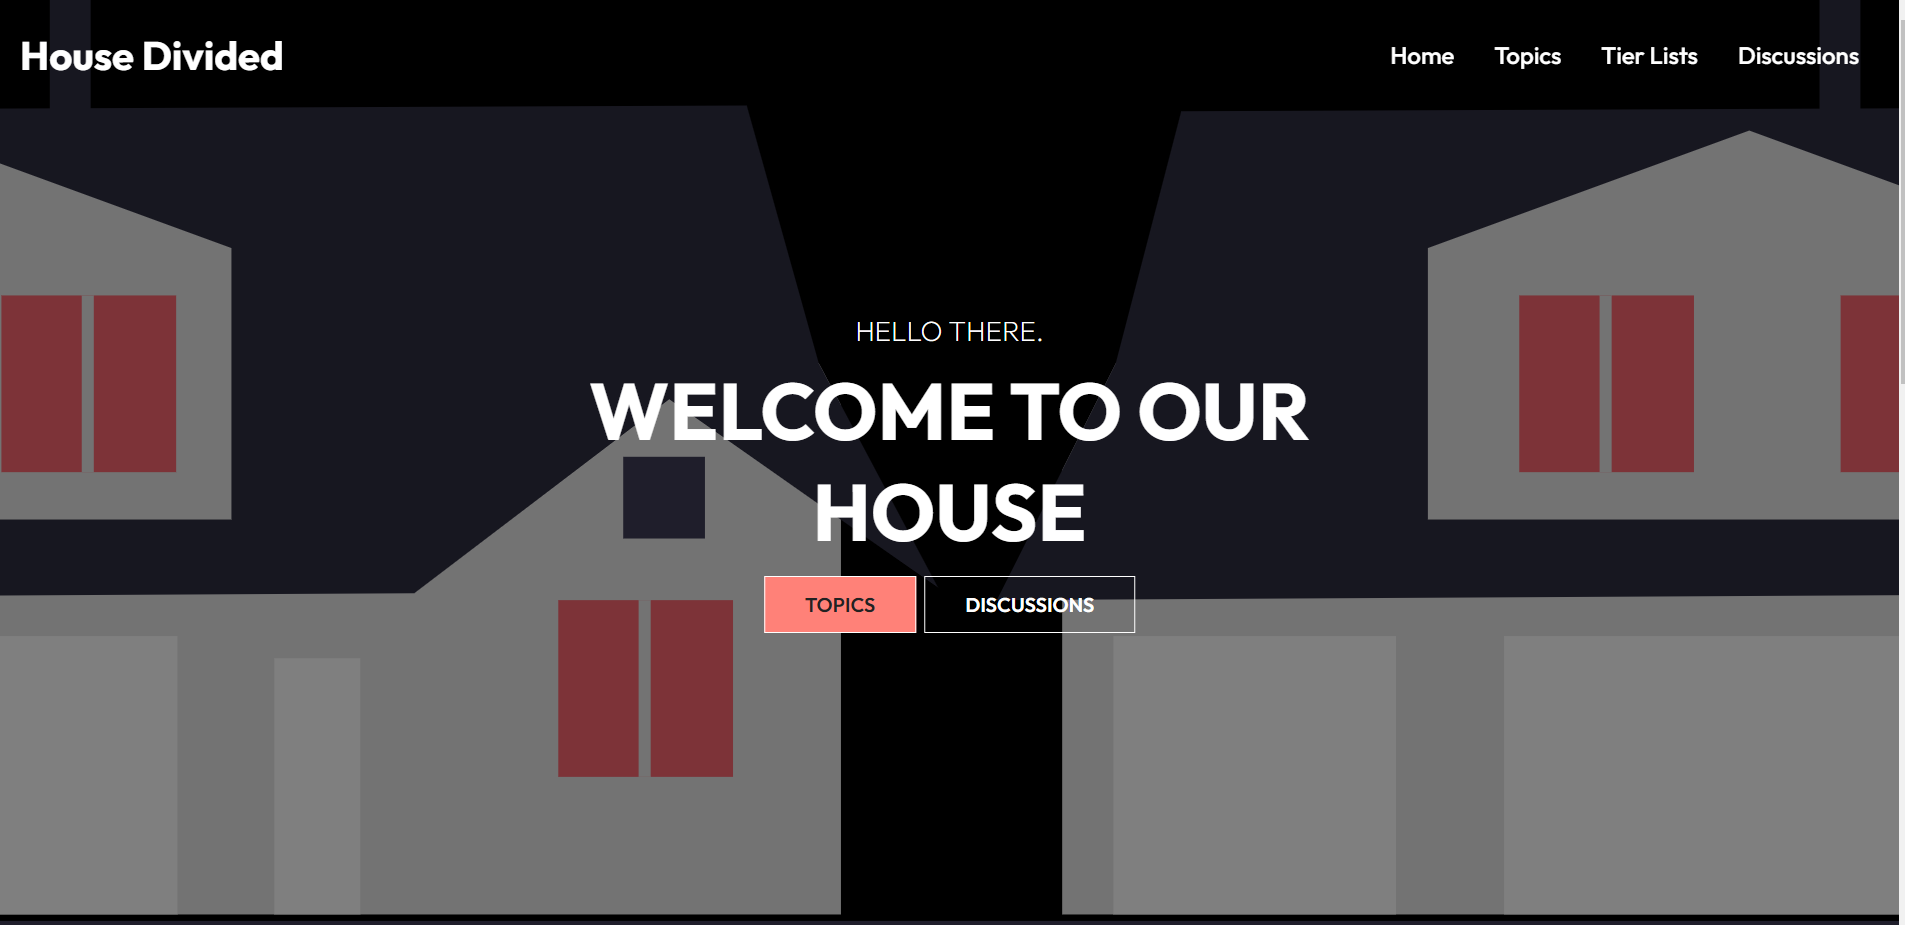 House Divided
Home Topics Tier Lists Discussions
HELLO THERE.
WELCOME TO OUR
HOUSE
TOPICS DISCUSSIONS